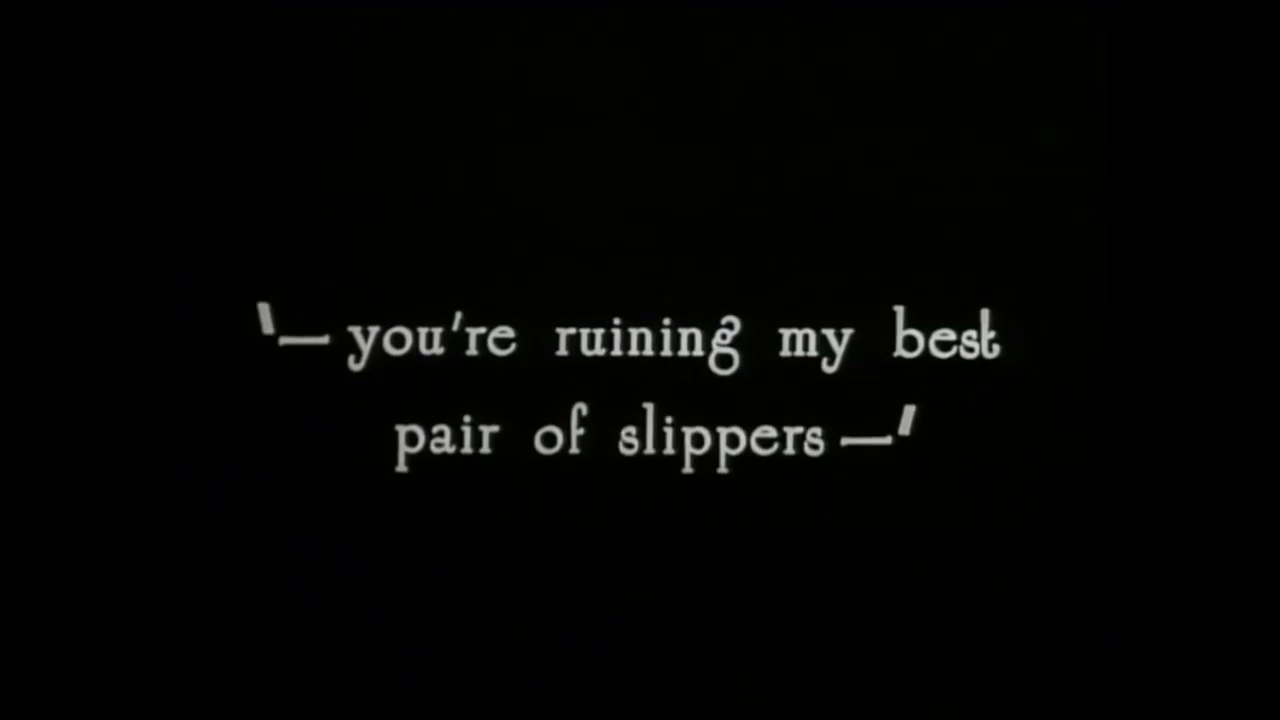 '— you're ruining my best
pair of slippers —'